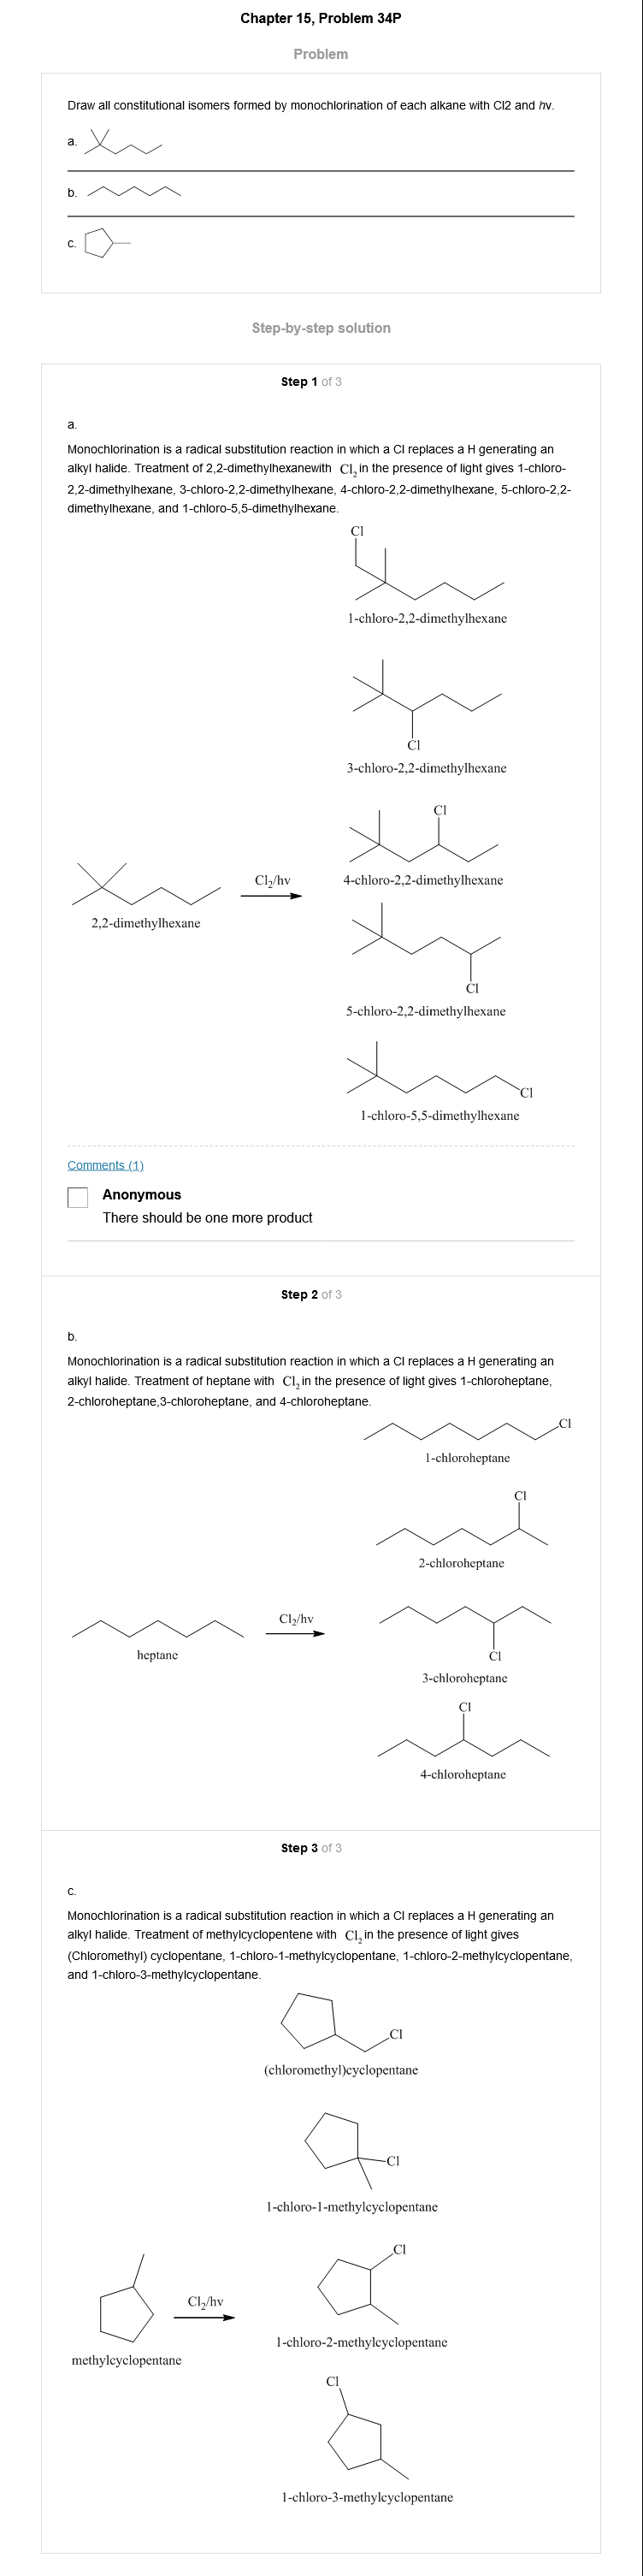 Chapter 15, Problem 34P
Problem
Draw all constitutional isomers formed by monochlorination of each alkane with Cl2 and hv.
a.
b.
c.
Step-by-step solution
Step 1 of 3
a.
Monochlorination is a radical substitution reaction in which a Cl replaces a H generating an
alkyl halide. Treatment of 2,2-dimethylhexanewith Cl₂ in the presence of light gives 1-chloro-
2,2-dimethylhexane, 3-chloro-2,2-dimethylhexane, 4-chloro-2,2-dimethylhexane, 5-chloro-2,2-
dimethylhexane, and 1-chloro-5,5-dimethylhexane.
Cl
1-chloro-2,2-dimethylhexane
Cl
3-chloro-2,2-dimethylhexane
Cl
Cl₂/hv
4-chloro-2,2-dimethylhexane
2,2-dimethylhexane
Cl
5-chloro-2,2-dimethylhexane
Cl
1-chloro-5,5-dimethylhexane
Comments (1)
Anonymous
There should be one more product
Step 2 of 3
b.
Monochlorination is a radical substitution reaction in which a Cl replaces a H generating an
alkyl halide. Treatment of heptane with Cl₂ in the presence of light gives 1-chloroheptane,
2-chloroheptane,3-chloroheptane, and 4-chloroheptane.
Cl
1-chloroheptane
Cl
2-chloroheptane
Cl₂/hv
heptane
Cl
3-chloroheptane
Cl
4-chloroheptane
Step 3 of 3
c.
Monochlorination is a radical substitution reaction in which a Cl replaces a H generating an
alkyl halide. Treatment of methylcyclopentene with Cl₂ in the presence of light gives
(Chloromethyl) cyclopentane, 1-chloro-1-methylcyclopentane, 1-chloro-2-methylcyclopentane,
and 1-chloro-3-methylcyclopentane.
Cl
(chloromethyl)cyclopentane
Cl
1-chloro-1-methylcyclopentane
Cl
Cl₂/hv
1-chloro-2-methylcyclopentane
methylcyclopentane
Cl
1-chloro-3-methylcyclopentane